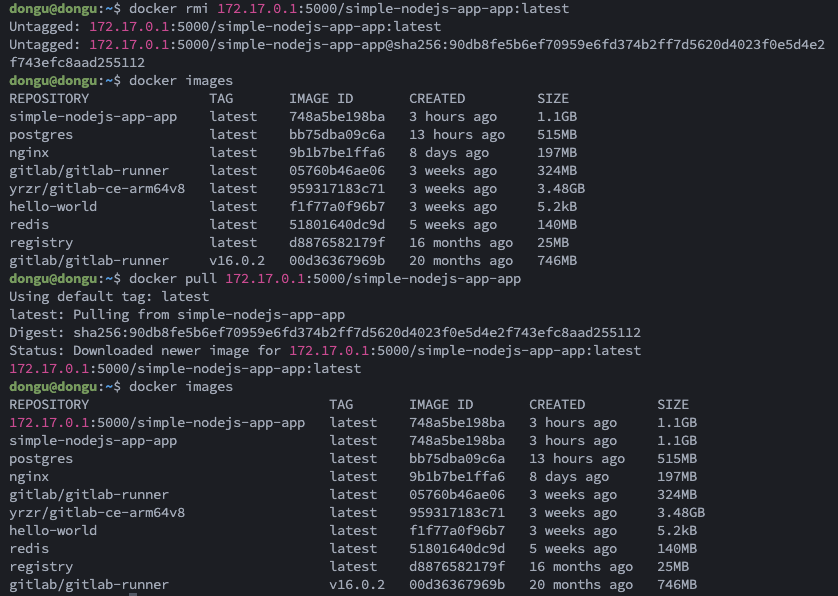 dongu@dongu:~$ docker rmi 172.17.0.1:5000/simple-nodejs-app-app:latest
Untagged: 172.17.0.1:5000/simple-nodejs-app-app:latest
Untagged: 172.17.0.1:5000/simple-nodejs-app-app@sha256:90db8fe5b6ef70959e6fd374b2ff7d5620d4023f0e5d4e2
f743efc8aad255112
dongu@dongu:~$ docker images
REPOSITORY TAG IMAGE ID CREATED SIZE
simple-nodejs-app-app latest 748a5be198ba 3 hours ago 1.1GB
postgres latest bb75dba09c6a 13 hours ago 515MB
nginx latest 9b1b7be1ffa6 8 days ago 197MB
gitlab/gitlab-runner latest 05760b46ae06 3 weeks ago 324MB
yrzr/gitlab-ce-arm64v8 latest 959317183c71 3 weeks ago 3.48GB
hello-world latest f1f77a0f96b7 3 weeks ago 5.2kB
redis latest 51801640dc9d 5 weeks ago 140MB
registry latest d8876582179f 16 months ago 25MB
gitlab/gitlab-runner v16.0.2 00d36367969b 20 months ago 746MB
dongu@dongu:~$ docker pull 172.17.0.1:5000/simple-nodejs-app-app
Using default tag: latest
latest: Pulling from simple-nodejs-app-app
Digest: sha256:90db8fe5b6ef70959e6fd374b2ff7d5620d4023f0e5d4e2f743efc8aad255112
Status: Downloaded newer image for 172.17.0.1:5000/simple-nodejs-app-app:latest
172.17.0.1:5000/simple-nodejs-app-app:latest
dongu@dongu:~$ docker images
REPOSITORY TAG IMAGE ID CREATED SIZE
172.17.0.1:5000/simple-nodejs-app-app latest 748a5be198ba 3 hours ago 1.1GB
simple-nodejs-app-app latest 748a5be198ba 3 hours ago 1.1GB
postgres latest bb75dba09c6a 13 hours ago 515MB
nginx latest 9b1b7be1ffa6 8 days ago 197MB
gitlab/gitlab-runner latest 05760b46ae06 3 weeks ago 324MB
yrzr/gitlab-ce-arm64v8 latest 959317183c71 3 weeks ago 3.48GB
hello-world latest f1f77a0f96b7 3 weeks ago 5.2kB
redis latest 51801640dc9d 5 weeks ago 140MB
registry latest d8876582179f 16 months ago 25MB
gitlab/gitlab-runner v16.0.2 00d36367969b 20 months ago 746MB